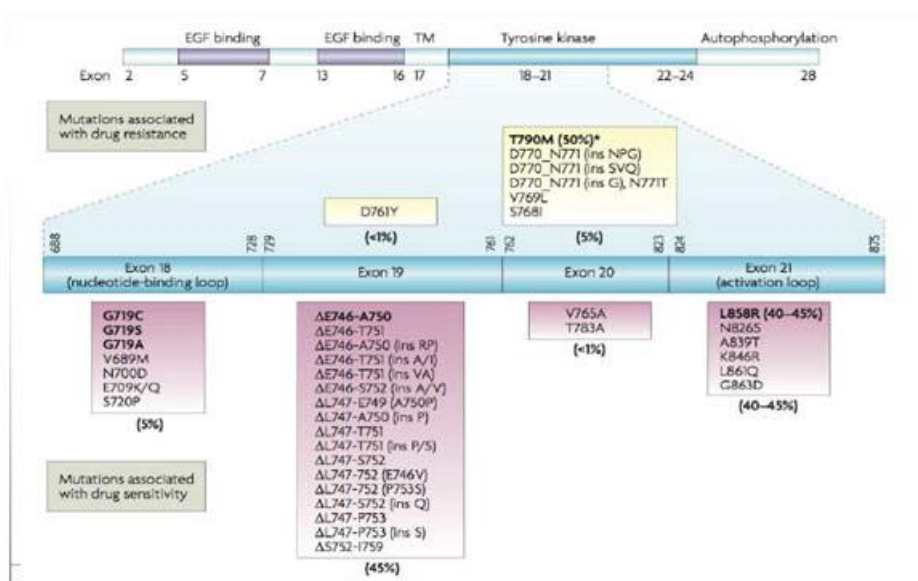 EGF binding EGF binding TM Tyrosine kinase Autophosphorylation
Exon 2 5 7 13 16 17 18–21 22–24 28
Mutations associated
with drug resistance
T790M (50%)*
D770_N771 (ins NPG)
D770_N771 (ins SVQ)
D770_N771 (ins G), N771T
V769L
S768I
D761Y
(<1%)
(5%)
688 728 729 761 762 823 824 875
Exon 18
(nucleotide-binding loop)
Exon 19
Exon 20
Exon 21
(activation loop)
G719C
G719S
G719A
V689M
N700D
E709K/Q
S720P
(5%)
ΔE746-A750
ΔE746-T751
ΔE746-A750 (ins RP)
ΔE746-T751 (ins A/I)
ΔE746-T751 (ins VA)
ΔE746-S752 (ins A/V)
ΔL747-E749 (A750P)
ΔL747-A750 (ins P)
ΔL747-T751
ΔL747-T751 (ins P/S)
ΔL747-S752
ΔL747-752 (E746V)
ΔL747-752 (P753S)
ΔL747-S752 (ins Q)
ΔL747-P753
ΔL747-P753 (ins S)
ΔS752-I759
(45%)
V765A
T783A
(<1%)
L858R (40–45%)
N826S
A839T
K846R
L861Q
G863D
(40–45%)
Mutations associated
with drug sensitivity